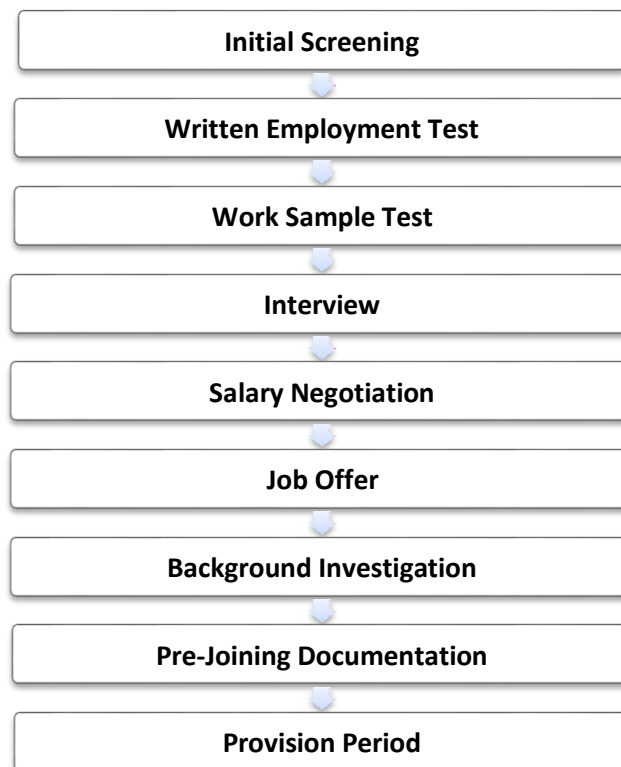 Initial Screening
Written Employment Test
Work Sample Test
Interview
Salary Negotiation
Job Offer
Background Investigation
Pre-Joining Documentation
Provision Period